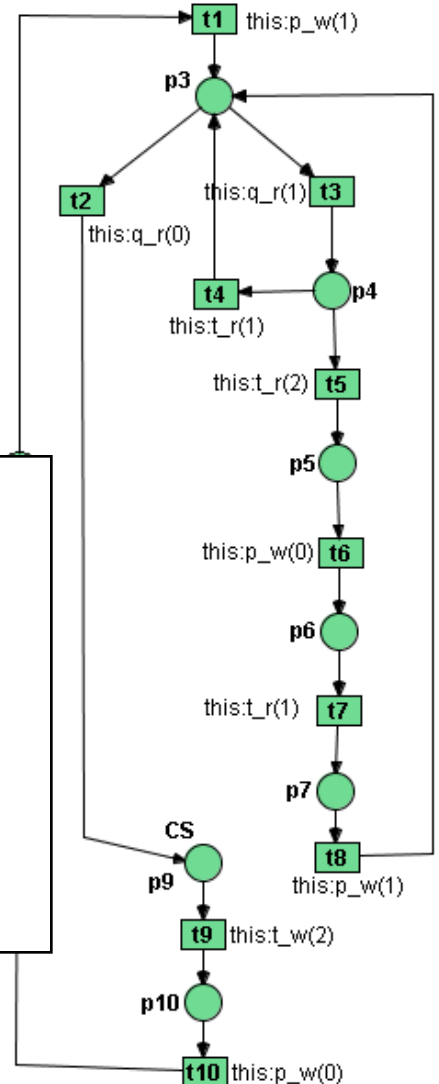 t1 this:p_w(1)
p3
t2 this:q_r(1) t3
this:q_r(0)
t4 p4
this:t_r(1)
this:t_r(2) t5
p5
this:p_w(0) t6
p6
this:t_r(1) t7
p7
CS
t8
p9 this:p_w(1)
t9 this:t_w(2)
p10
t10 this:p_w(0)